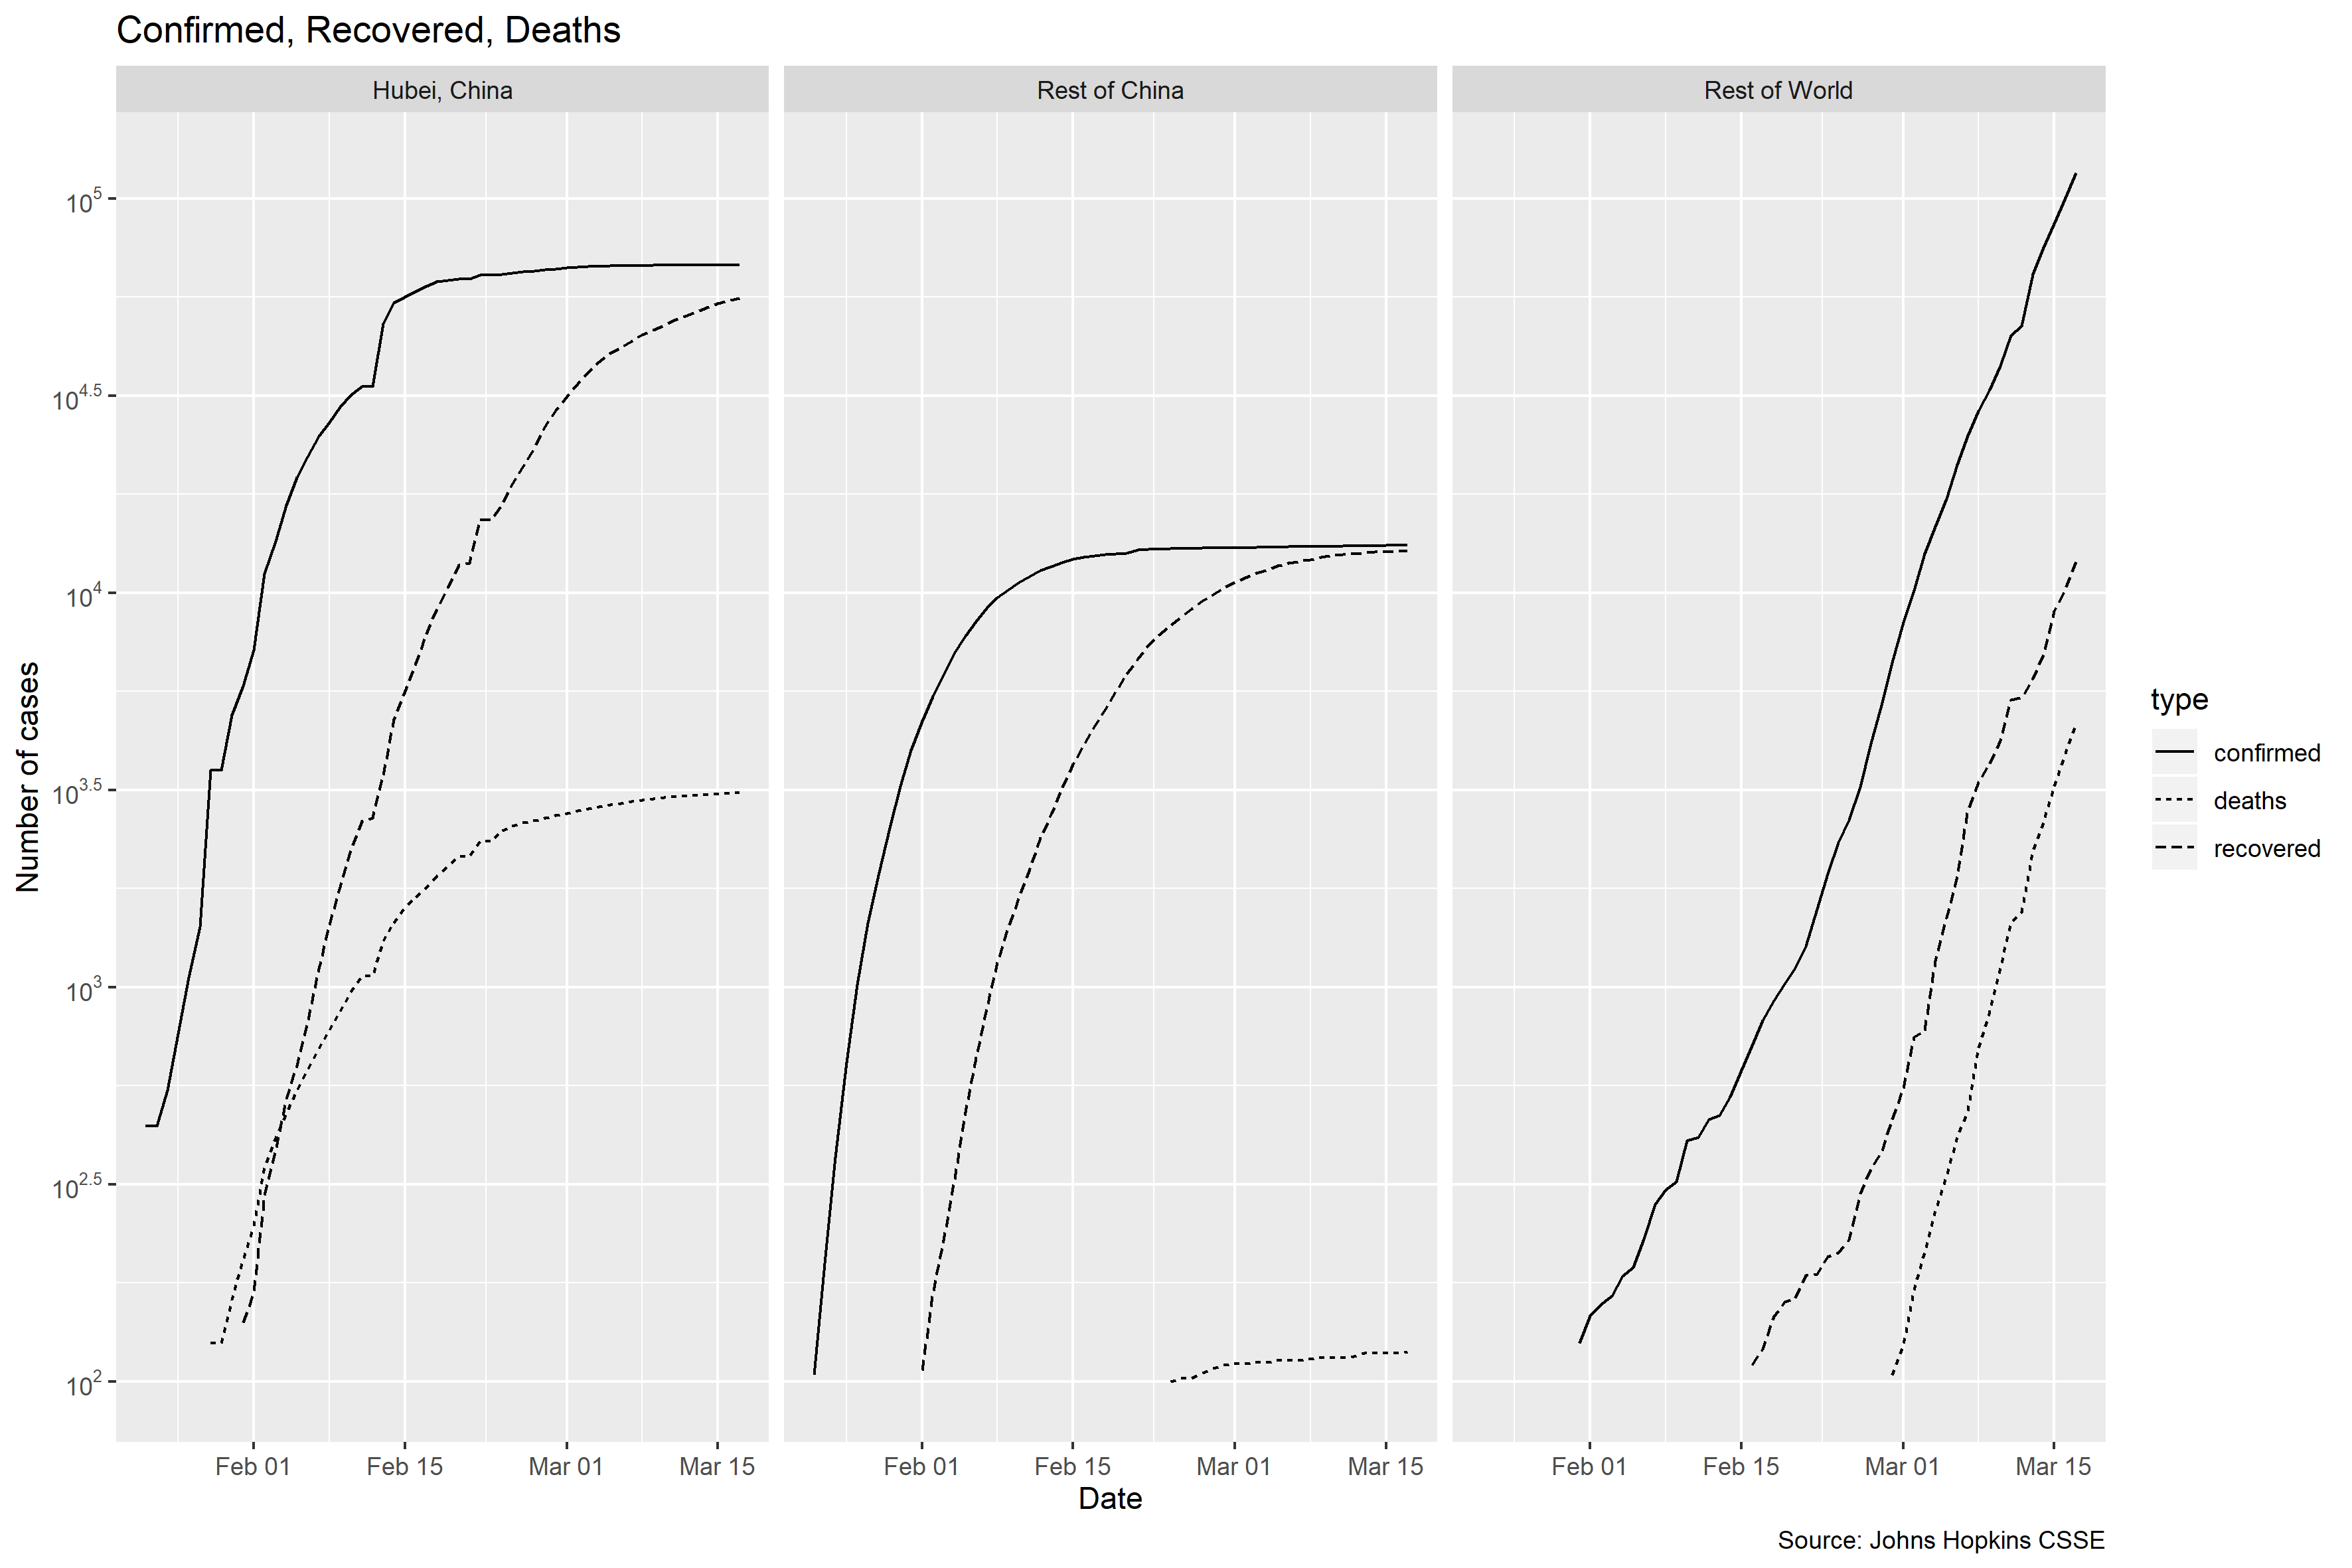 Confirmed, Recovered, Deaths
Hubei, China
Rest of China
Rest of World
Number of cases
10^5
10^4.5
10^4
10^3.5
10^3
10^2.5
10^2
Feb 01 Feb 15 Mar 01 Mar 15
Feb 01 Feb 15 Mar 01 Mar 15
Feb 01 Feb 15 Mar 01 Mar 15
Date
type
confirmed
deaths
recovered
Source: Johns Hopkins CSSE